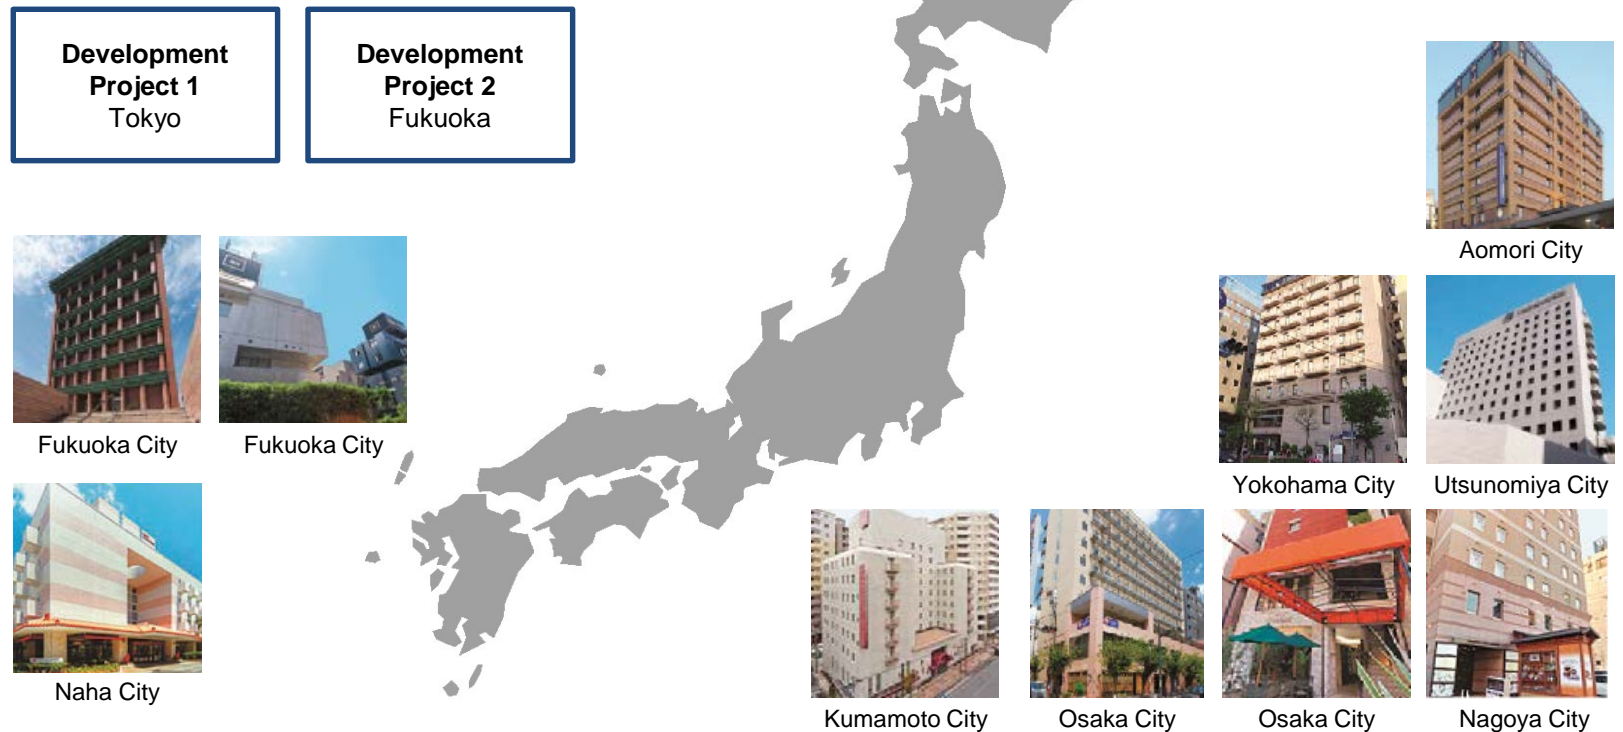 Development
Project 1
Tokyo
Development
Project 2
Fukuoka
Aomori City
Fukuoka City
Fukuoka City
Yokohama City
Utsunomiya City
Naha City
Kumamoto City
Osaka City
Osaka City
Nagoya City